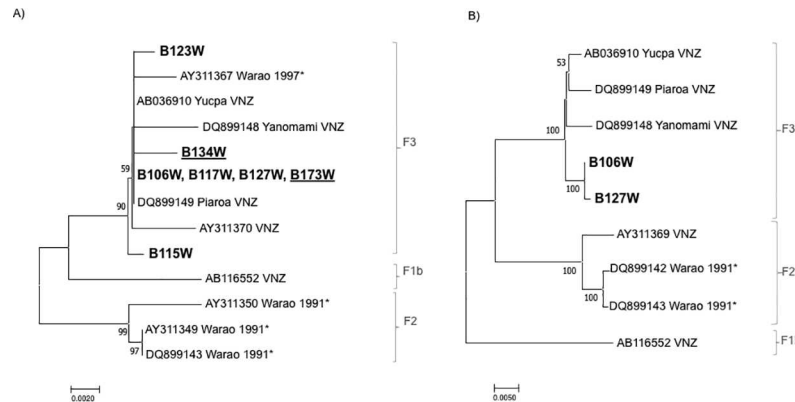 A)
B123W
AY311367 Warao 1997*
AB036910 Yucpa VNZ
DQ899148 Yanomami VNZ
B134W
59
B106W, B117W, B127W, B173W
DQ899149 Piaroa VNZ
90
AY311370 VNZ
B115W
F3
AB116552 VNZ
F1b
AY311350 Warao 1991*
99
AY311349 Warao 1991*
97
DQ899143 Warao 1991*
F2
0.0020
B)
AB036910 Yucpa VNZ
53
DQ899149 Piaroa VNZ
DQ899148 Yanomami VNZ
100
B106W
100
B127W
F3
AY311369 VNZ
100
DQ899142 Warao 1991*
100
DQ899143 Warao 1991*
F2
AB116552 VNZ
0.0050